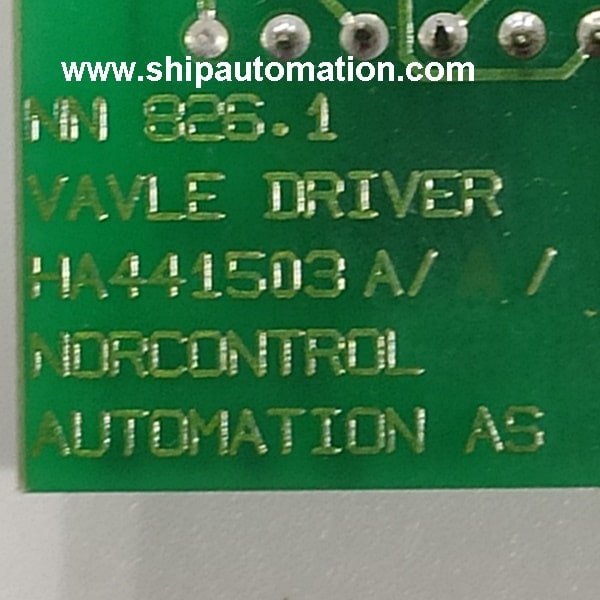 www.shipautomation.com
NN 826.1
VAVLE DRIVER
HA441503 A/ /
NORCONTROL
AUTOMATION AS